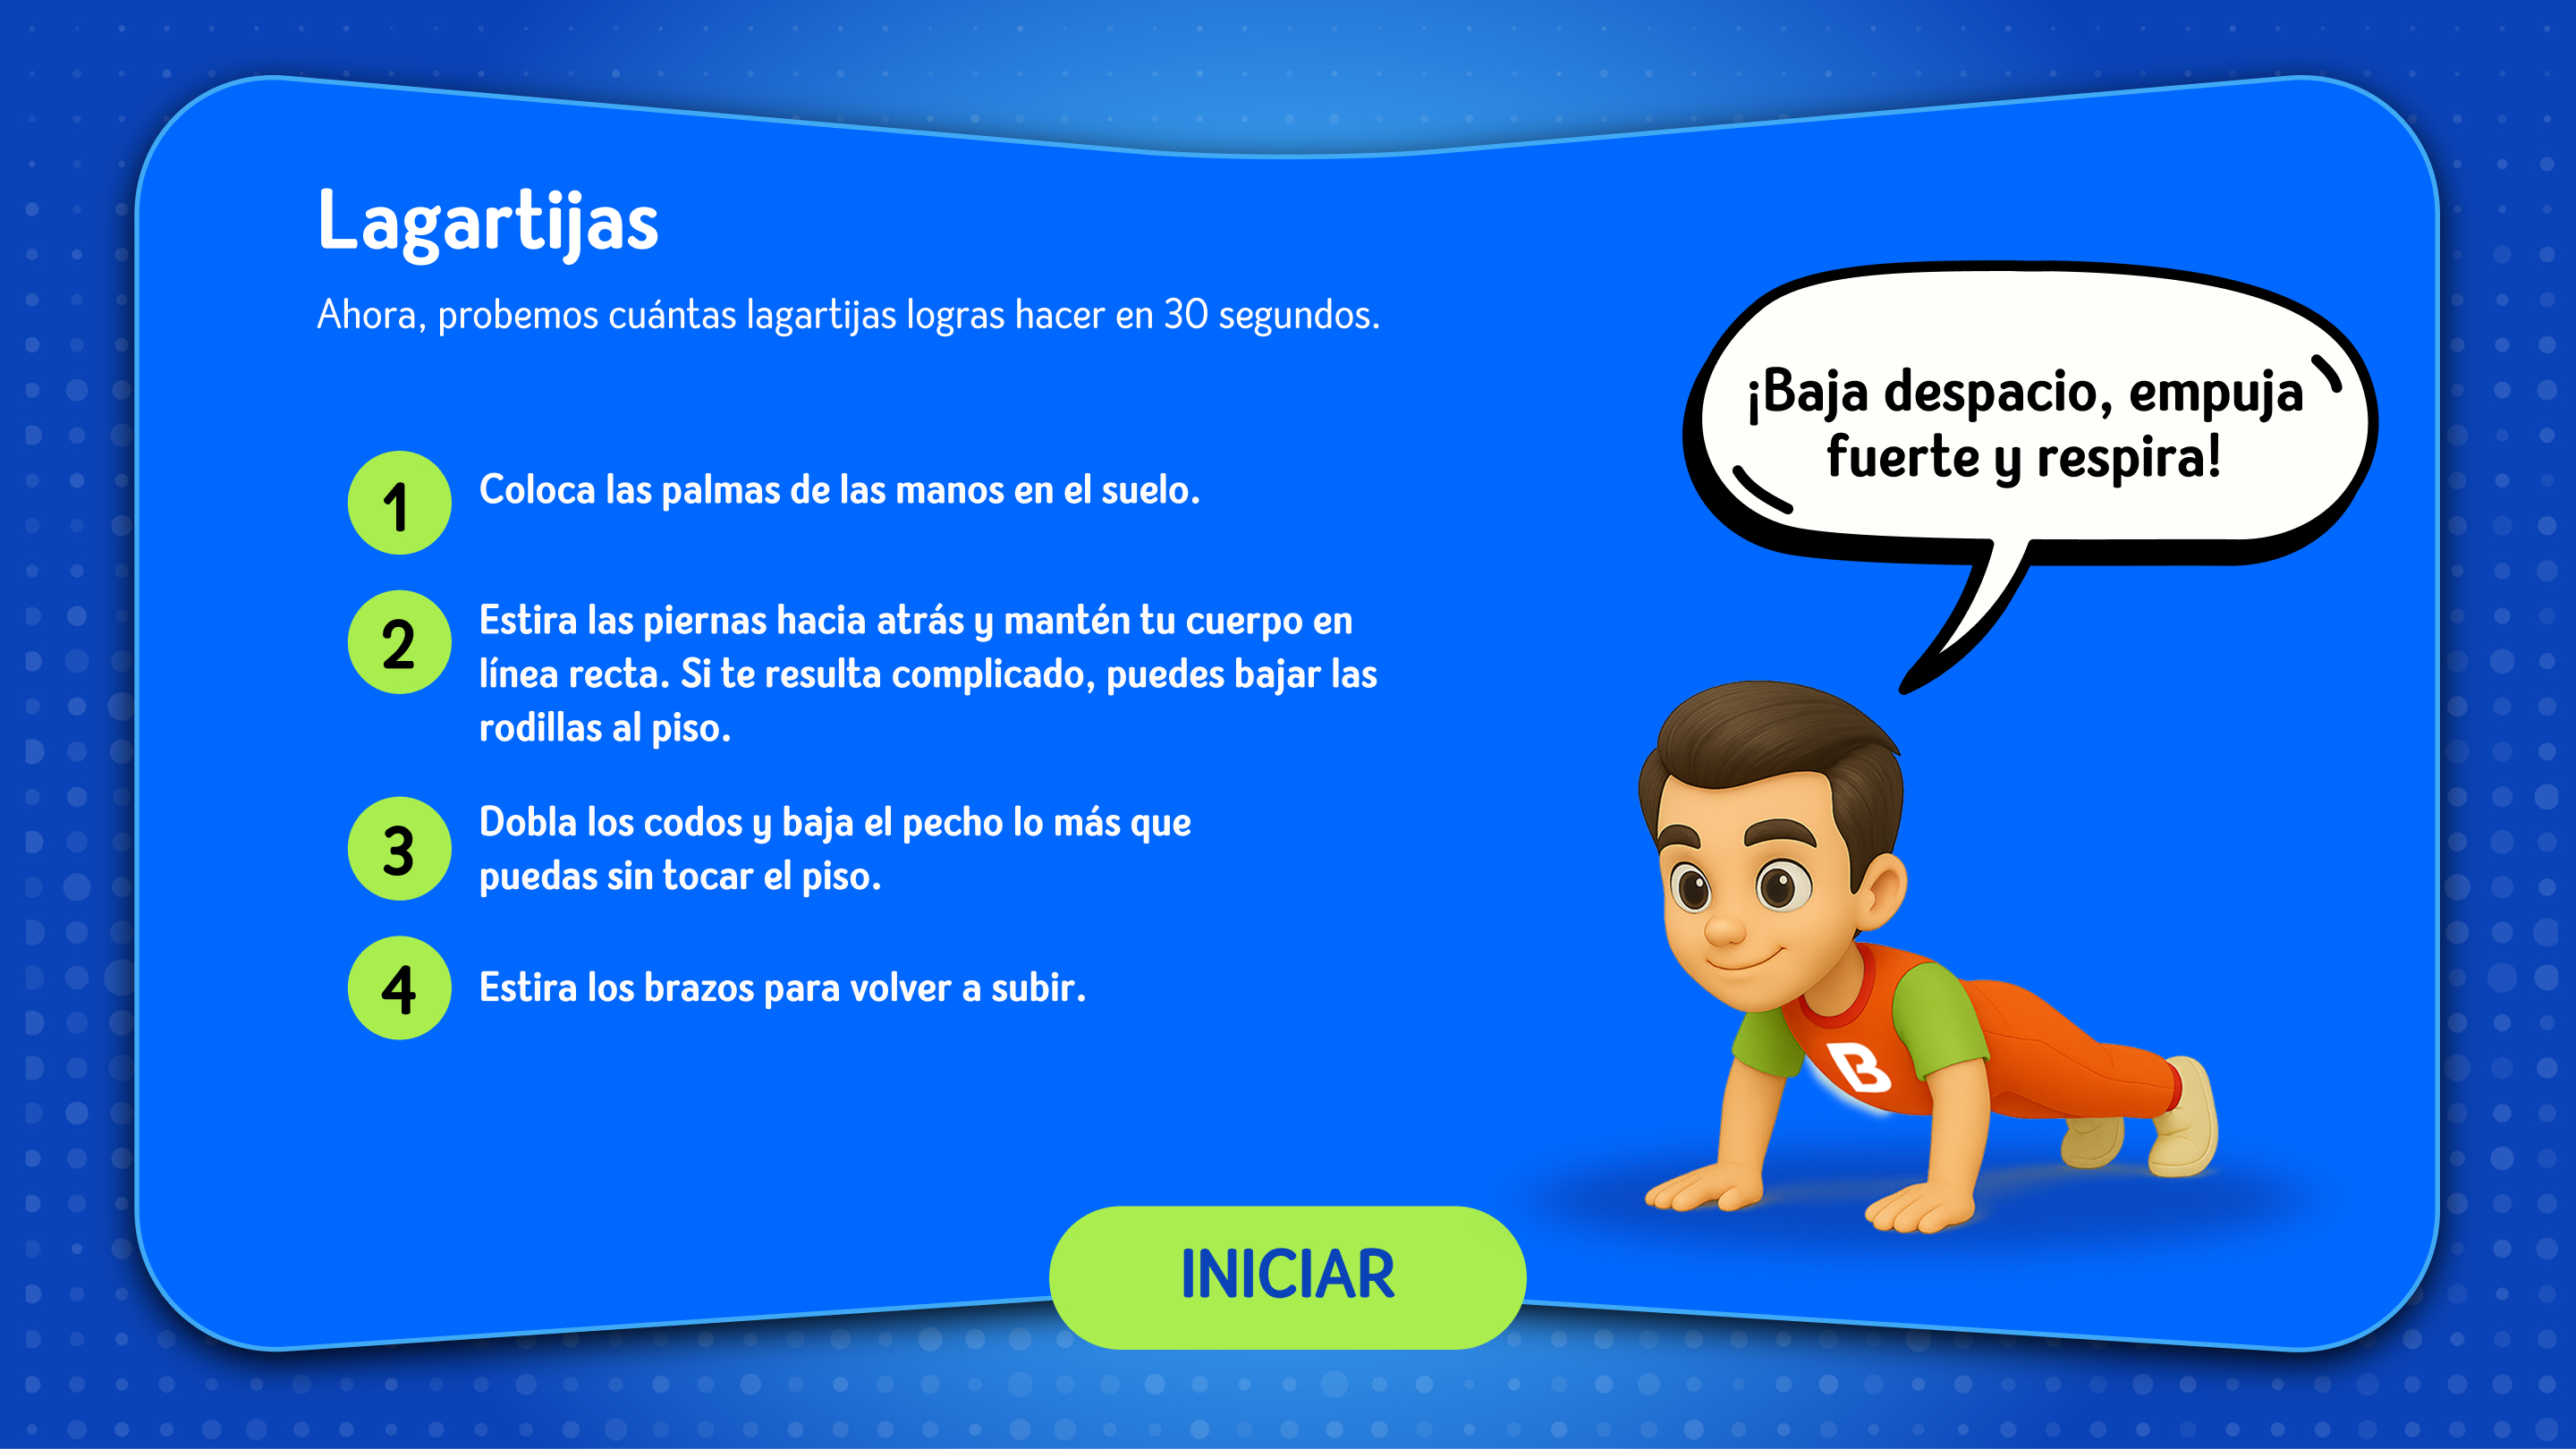 Lagartijas
Ahora, probemos cuántas lagartijas logras hacer en 30 segundos.
1
Coloca las palmas de las manos en el suelo.
2
Estira las piernas hacia atrás y mantén tu cuerpo en
línea recta. Si te resulta complicado, puedes bajar las
rodillas al piso.
3
Dobla los codos y baja el pecho lo más que
puedas sin tocar el piso.
4
Estira los brazos para volver a subir.
¡Baja despacio, empuja
fuerte y respira!
B
INICIAR